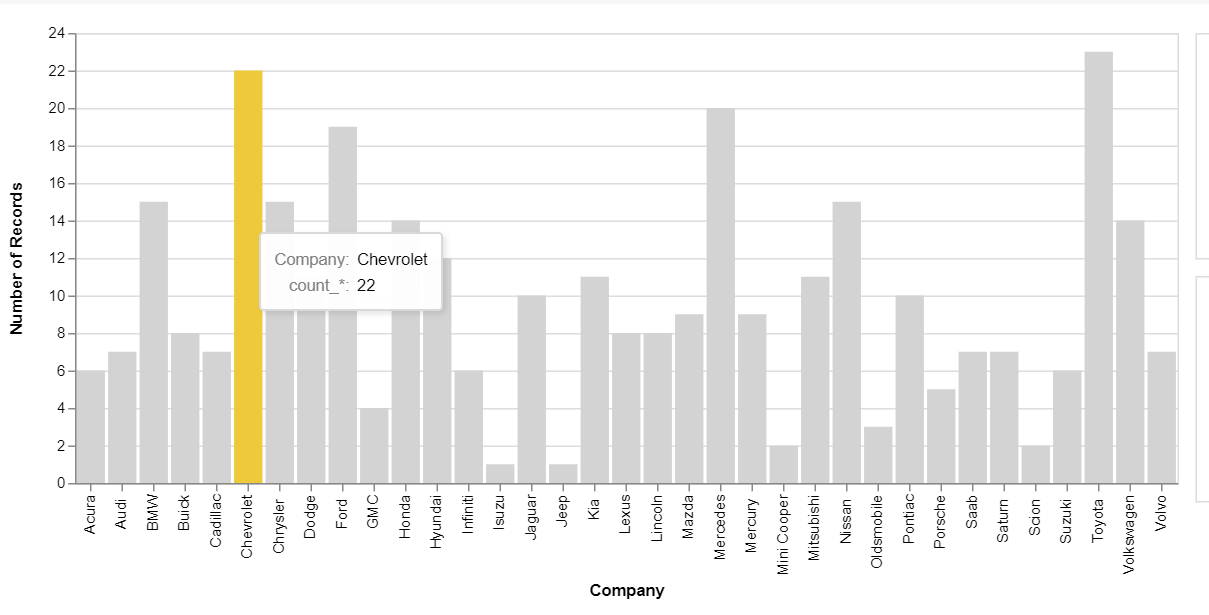 24
22
20
18
16
14
12
10
8
6
4
2
0
Number of Records
Company: Chevrolet
count_*: 22
Acura
Audi
BMW
Buick
Cadillac
Chevrolet
Chrysler
Dodge
Ford
GMC
Honda
Hyundai
Infiniti
Isuzu
Jaguar
Jeep
Kia
Lexus
Lincoln
Mazda
Mercedes
Mercury
Mini Cooper
Mitsubishi
Nissan
Oldsmobile
Pontiac
Porsche
Saab
Saturn
Scion
Suzuki
Toyota
Volkswagen
Volvo
Company